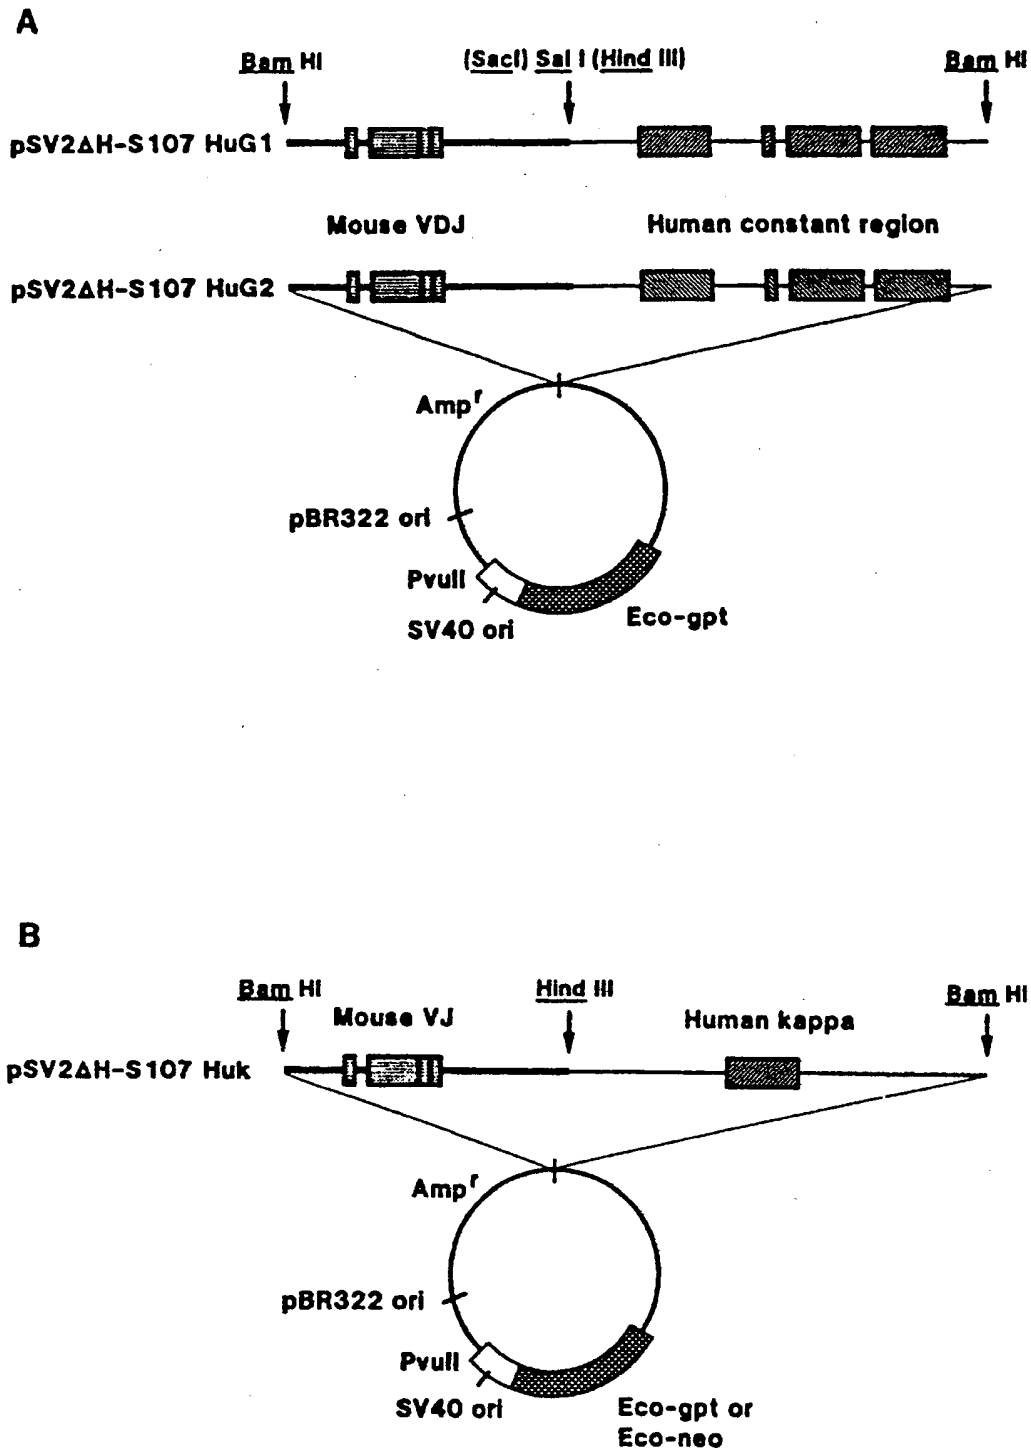 A
Bam HI
(SacI) Sal I (Hind III)
Bam HI
pSV2ΔH-S107 HuG1
Mouse VDJ
Human constant region
pSV2ΔH-S107 HuG2
Ampr
pBR322 ori
PvuII
SV40 ori
Eco-gpt
B
Bam HI
Hind III
Bam HI
Mouse VJ
Human kappa
pSV2ΔH-S107 Huk
Ampr
pBR322 ori
PvuII
SV40 ori
Eco-gpt or
Eco-neo